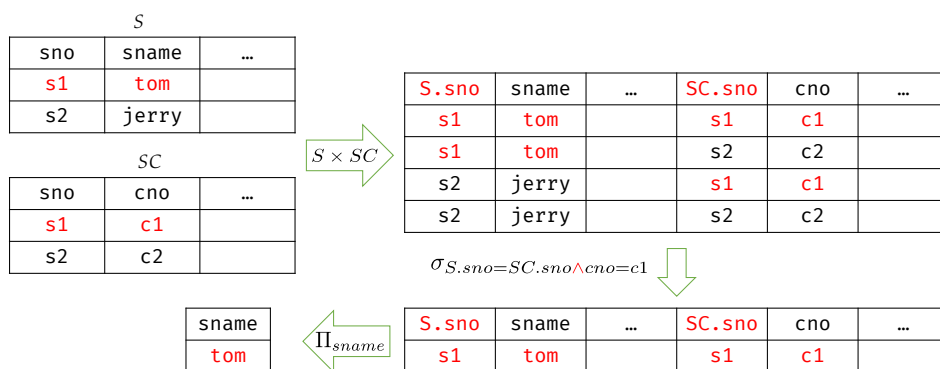 S
sno sname …
s1 tom
s2 jerry
SC
sno cno …
s1 c1
s2 c2
S × SC
S.sno sname … SC.sno cno …
s1 tom s1 c1
s1 tom s2 c2
s2 jerry s1 c1
s2 jerry s2 c2
σS.sno=SC.sno∧cno=c1
S.sno sname … SC.sno cno …
s1 tom s1 c1
Πsname
sname
tom